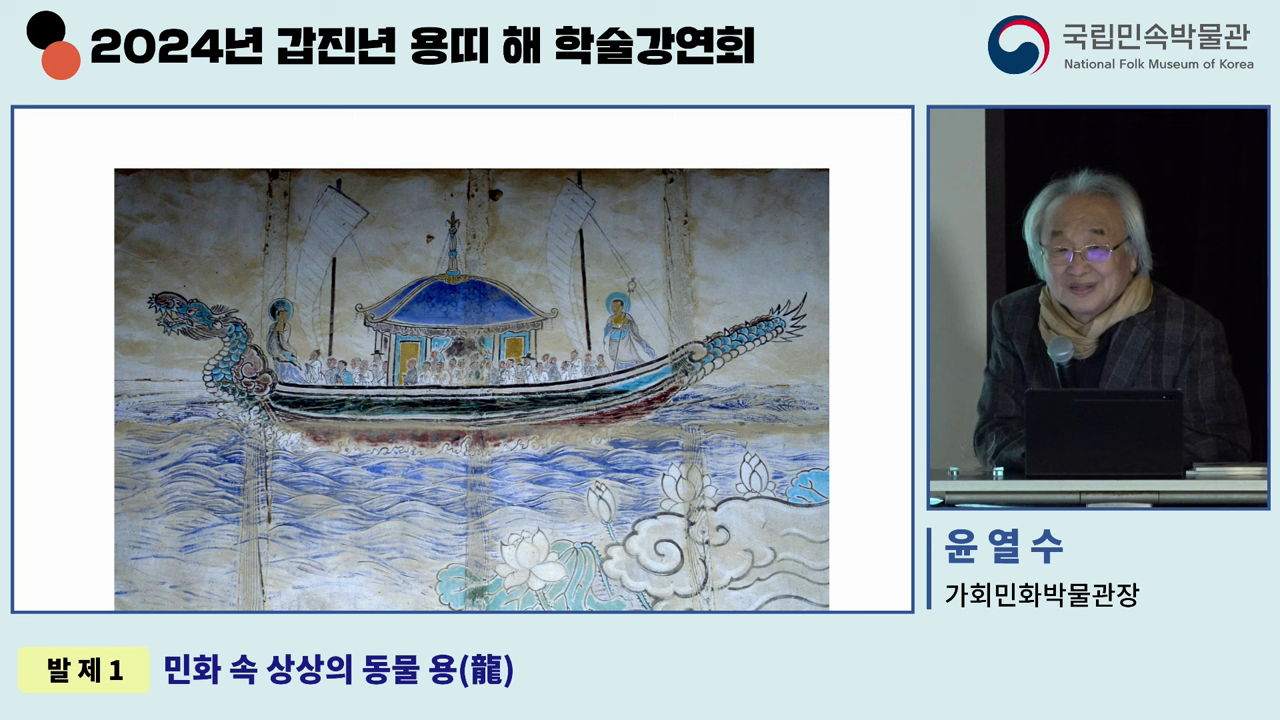 2024년 갑진년 용띠 해 학술강연회
국립민속박물관
National Folk Museum of Korea
윤열수
가회민화박물관장
발제1 민화 속 상상의 동물 용(龍)